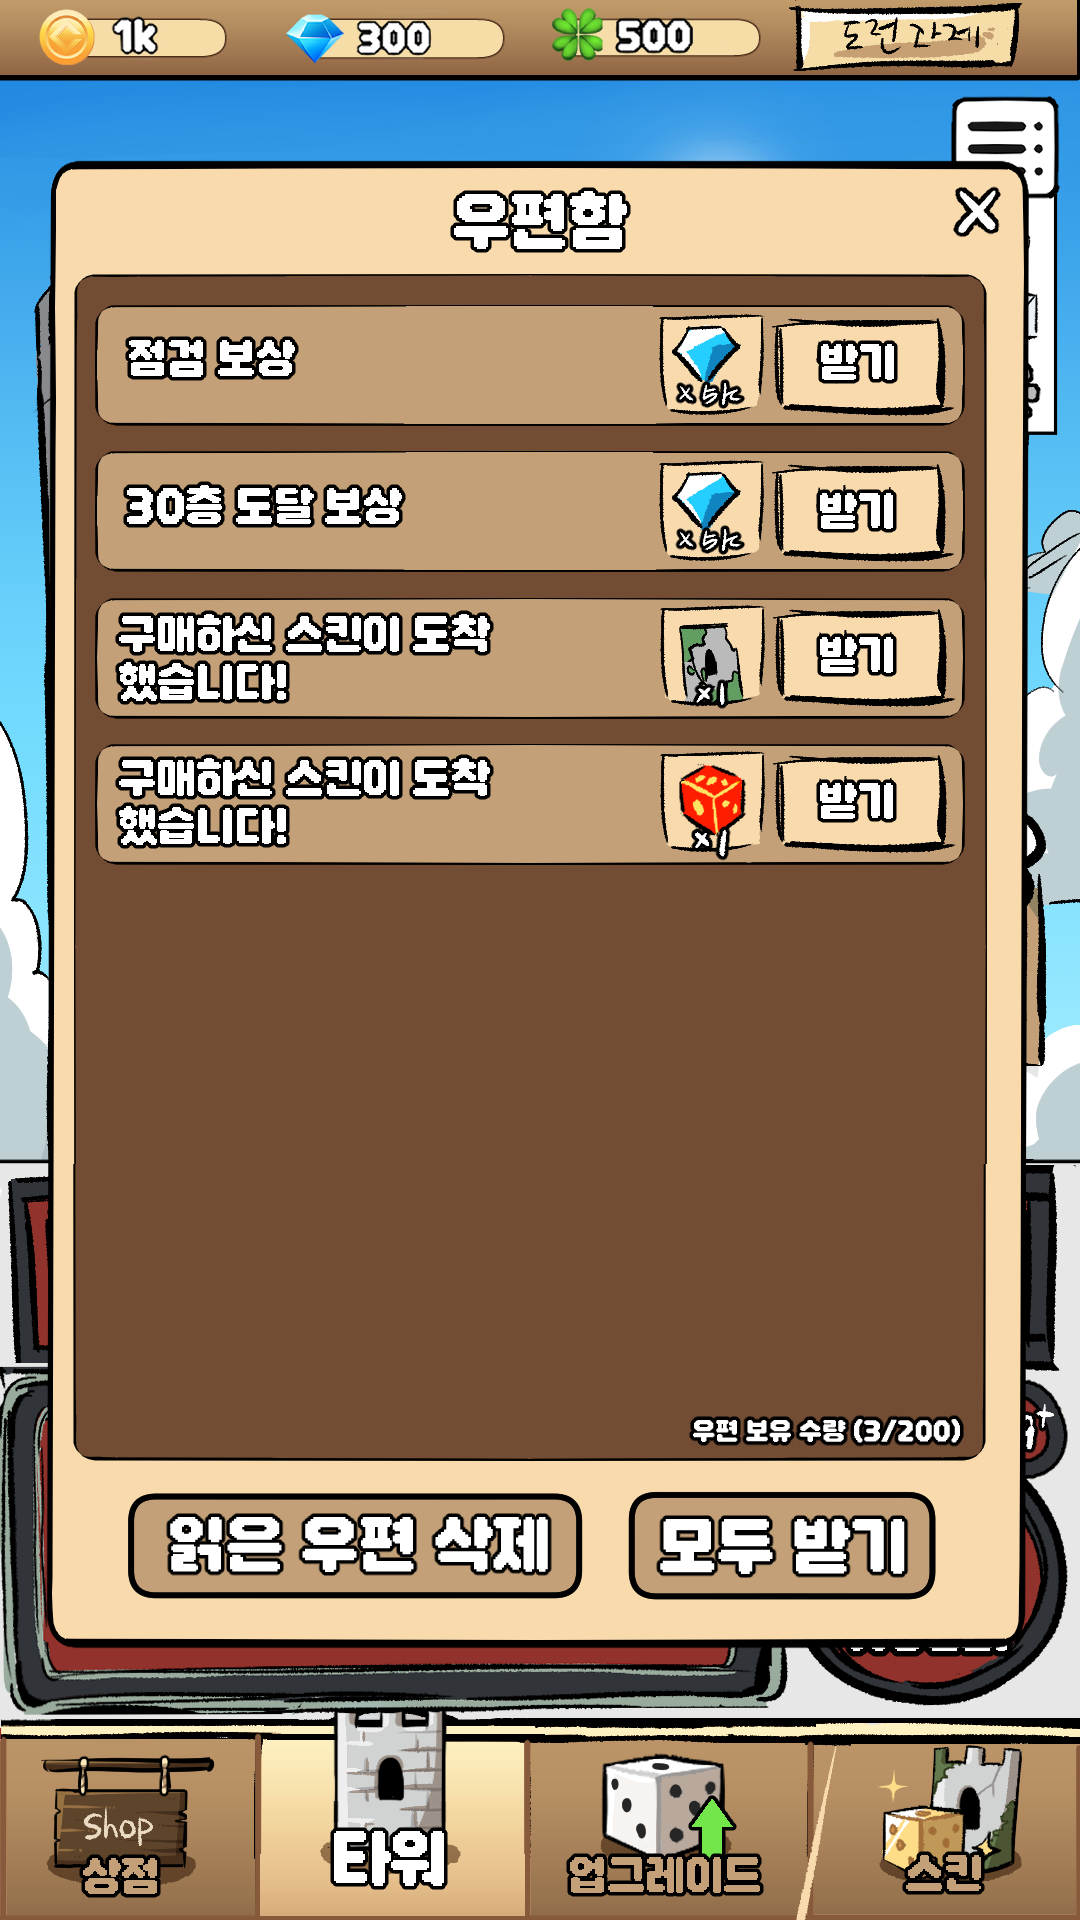 1k
300
500
도전과제
우편함
점검 보상
×5k
받기
30층 도달 보상
×5k
받기
구매하신 스킨이 도착
했습니다!
×1
받기
구매하신 스킨이 도착
했습니다!
×1
받기
우편 보유 수량 (3/200)
읽은 우편 삭제
모두 받기
Shop
상점
타워
업그레이드
스킨